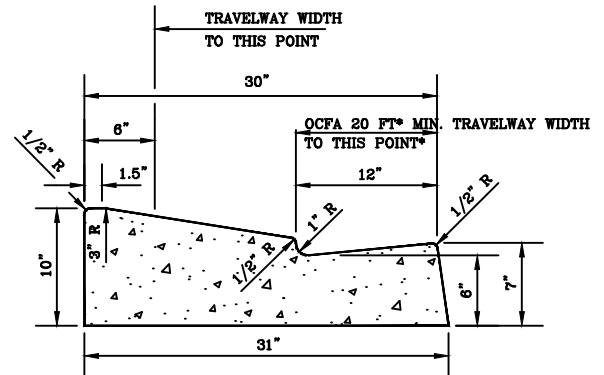 TRAVELWAY WIDTH
TO THIS POINT
30"
OCFA 20 FT* MIN. TRAVELWAY WIDTH
TO THIS POINT*
6"
12"
1/2" R
1.5"
1/2" R
1" R
3" R
1/2" R
10"
6"
7"
31"